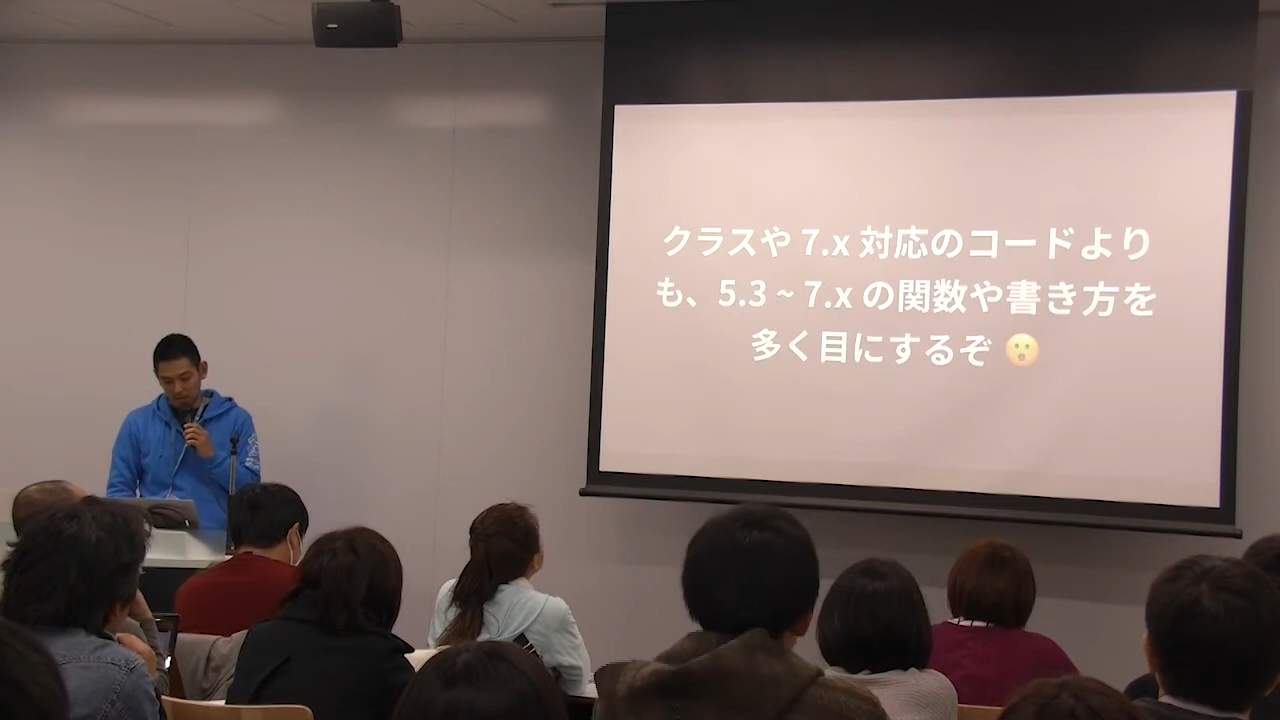 クラスや 7.x 対応のコードより
も、5.3 ~ 7.x の関数や書き方を
多く目にするぞ 😮